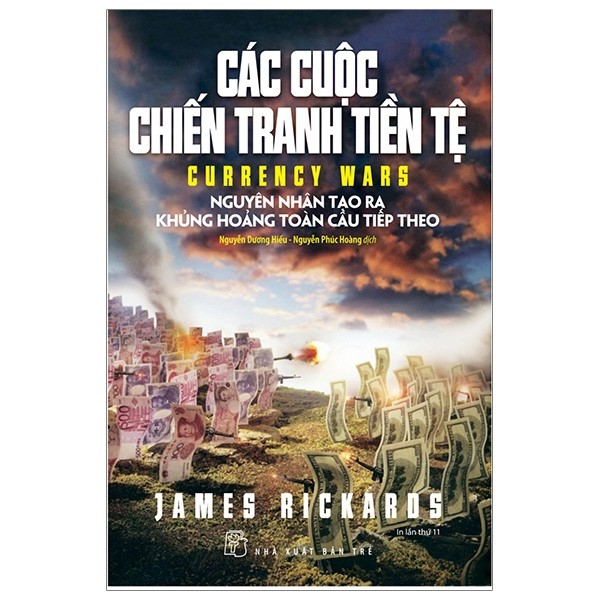 CÁC CUỘC
CHIẾN TRANH TIỀN TỆ
CURRENCY WARS
NGUYÊN NHÂN TẠO RA
KHỦNG HOẢNG TOÀN CẦU TIẾP THEO
Nguyễn Dương Hiếu - Nguyễn Phúc Hoàng dịch
JAMES RICKARDS
In lần thứ 11
NHÀ XUẤT BẢN TRẺ